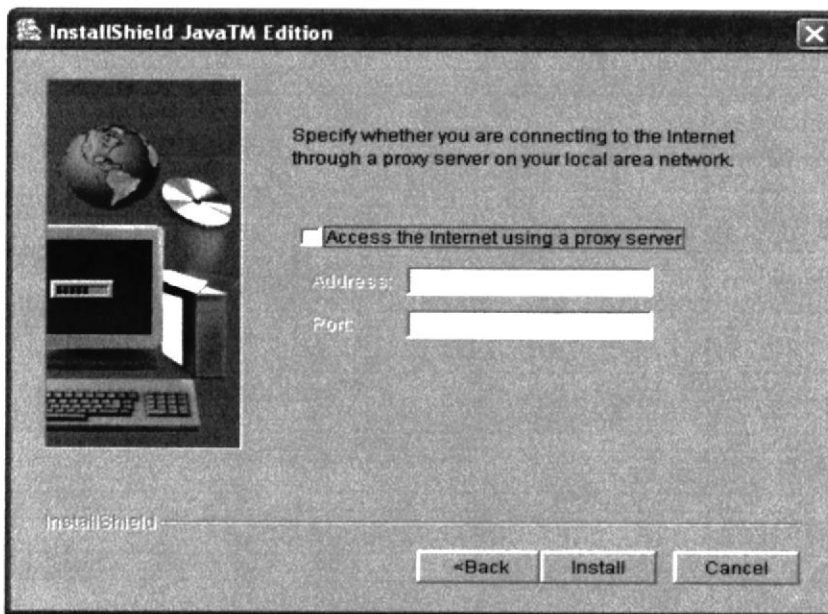 InstallShield JavaTM Edition
Specify whether you are connecting to the Internet
through a proxy server on your local area network.
Access the Internet using a proxy server
Address:
Port:
InstallShield
<Back
Install
Cancel